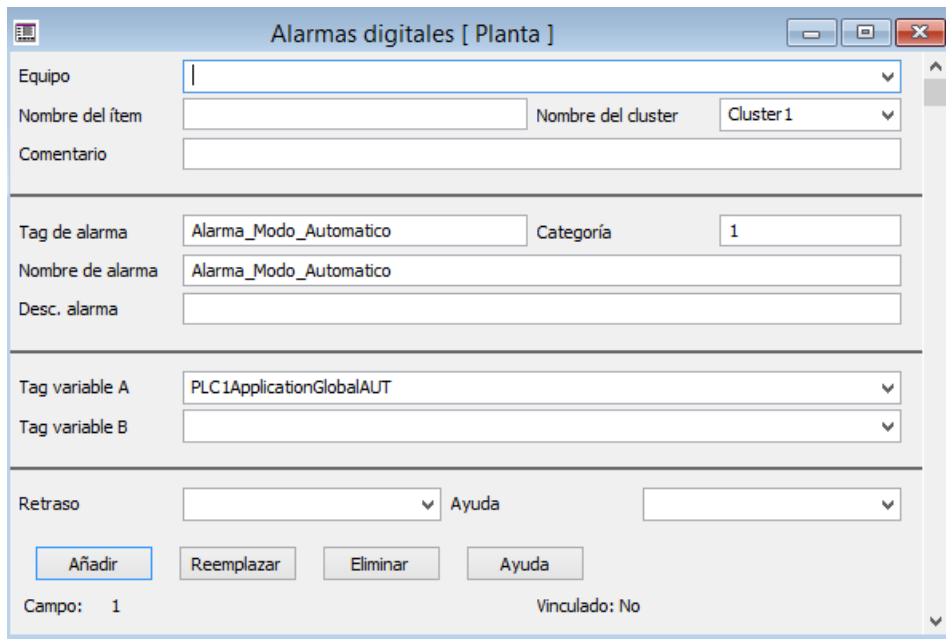 Alarmas digitales [ Planta ]
Equipo
Nombre del ítem Nombre del cluster Cluster1
Comentario
Tag de alarma Alarma_Modo_Automatico Categoría 1
Nombre de alarma Alarma_Modo_Automatico
Desc. alarma
Tag variable A PLC1ApplicationGlobalAUT
Tag variable B
Retraso Ayuda
Añadir Reemplazar Eliminar Ayuda
Campo: 1 Vinculado: No